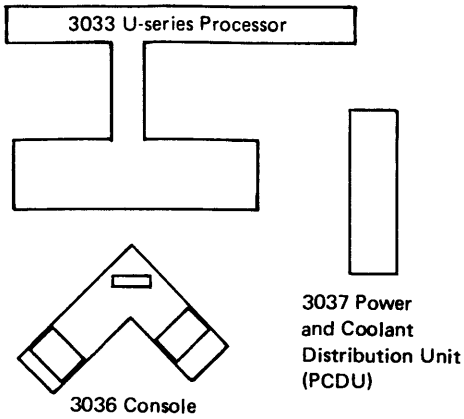 3033 U-series Processor
3037 Power
and Coolant
Distribution Unit
(PCDU)
3036 Console